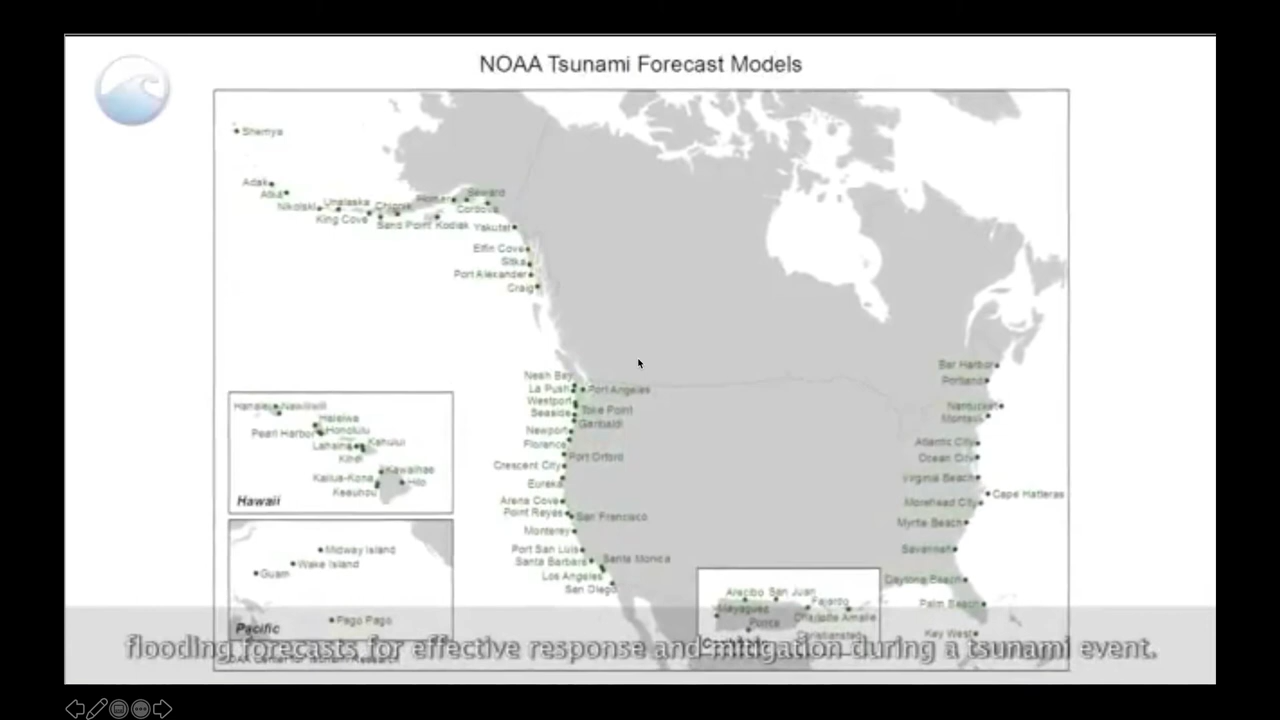 NOAA Tsunami Forecast Models
Shemya
Adak
Atka
Nikolski
Unalaska
Chignik
Homer
Seward
King Cove
Sand Point
Kodiak
Cordova
Yakutat
Elfin Cove
Sitka
Port Alexander
Craig
Neah Bay
La Push
Port Angeles
Westport
Toke Point
Seaside
Garibaldi
Newport
Florence
Port Orford
Crescent City
Eureka
Arena Cove
Point Reyes
San Francisco
Monterey
Port San Luis
Santa Barbara
Santa Monica
Los Angeles
San Diego
Bar Harbor
Portland
Nantucket
Montauk
Atlantic City
Ocean City
Virginia Beach
Cape Hatteras
Morehead City
Myrtle Beach
Savannah
Daytona Beach
Palm Beach
Key West
Hanalei
Nawiliwili
Haleiwa
Pearl Harbor
Honolulu
Lahaina
Kahului
Kihei
Kailua-Kona
Kawaihae
Keauhou
Hilo
Hawaii
Midway Island
Wake Island
Guam
Pago Pago
Pacific
Arecibo
San Juan
Fajardo
Mayaguez
Ponce
Charlotte Amalie
Christiansted
flooding forecasts for effective response and mitigation during a tsunami event.